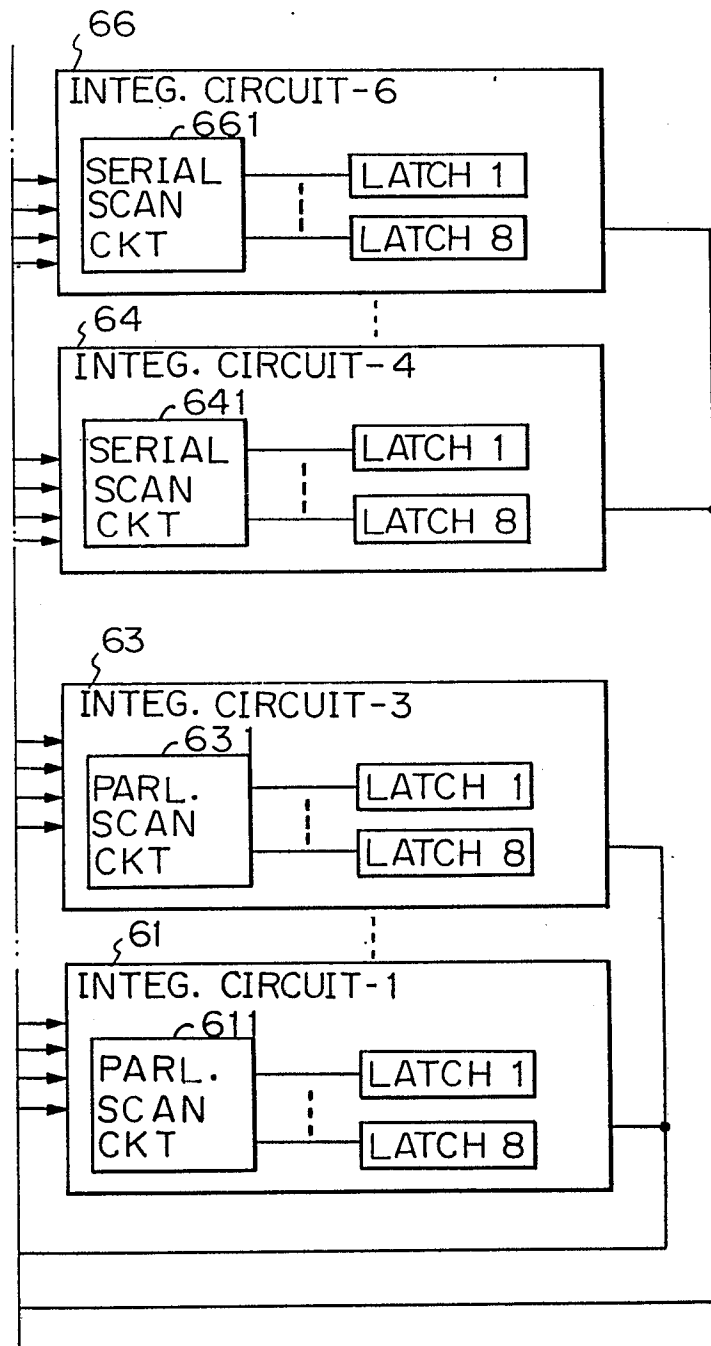 66
INTEG. CIRCUIT-6
661
SERIAL
SCAN
CKT
LATCH 1
LATCH 8
64
INTEG. CIRCUIT-4
641
SERIAL
SCAN
CKT
LATCH 1
LATCH 8
63
INTEG. CIRCUIT-3
631
PARL.
SCAN
CKT
LATCH 1
LATCH 8
61
INTEG. CIRCUIT-1
611
PARL.
SCAN
CKT
LATCH 1
LATCH 8